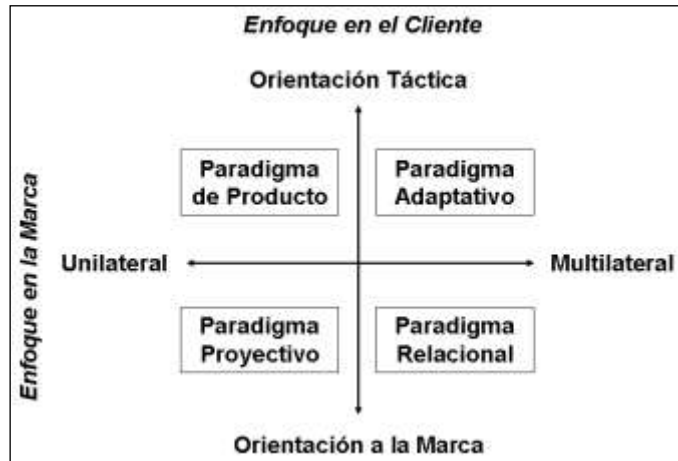 Enfoque en el Cliente
Orientación Táctica
Paradigma
de Producto
Paradigma
Adaptativo
Enfoque en la Marca
Unilateral
Multilateral
Paradigma
Proyectivo
Paradigma
Relacional
Orientación a la Marca